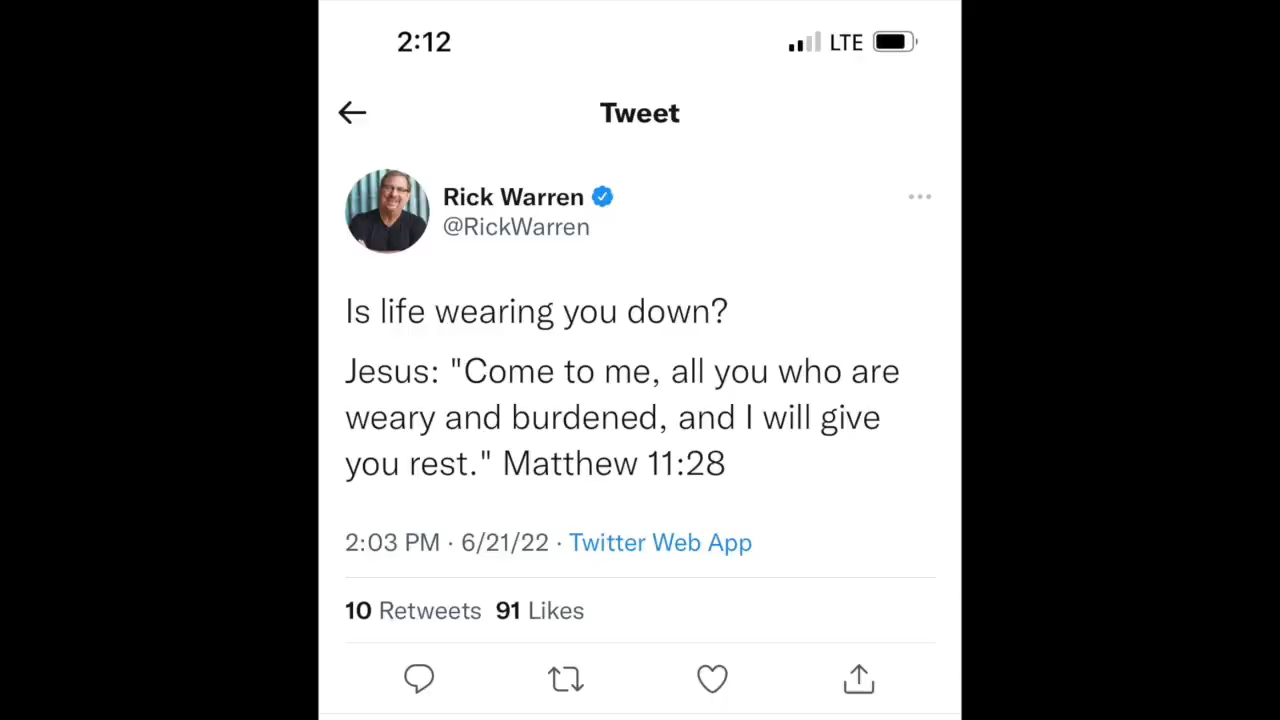 2:12 LTE
Tweet
Rick Warren
@RickWarren
Is life wearing you down?
Jesus: "Come to me, all you who are
weary and burdened, and I will give
you rest." Matthew 11:28
2:03 PM · 6/21/22 · Twitter Web App
10 Retweets 91 Likes